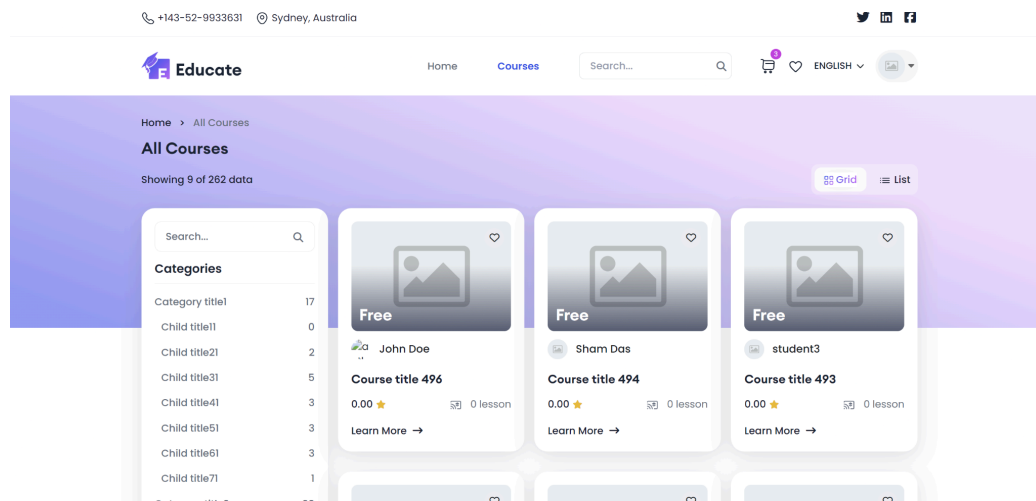 +143-52-9933631 Sydney, Australia
Educate Home Courses Search... 3 ENGLISH
Home > All Courses
All Courses
Showing 9 of 262 data
Grid List
Search...
Categories
Category title1 17
Child title11 0
Child title21 2
Child title31 5
Child title41 3
Child title51 3
Child title61 3
Child title71 1
Free
John Doe
Course title 496
0.00 0 lesson
Learn More →
Free
Sham Das
Course title 494
0.00 0 lesson
Learn More →
Free
student3
Course title 493
0.00 0 lesson
Learn More →